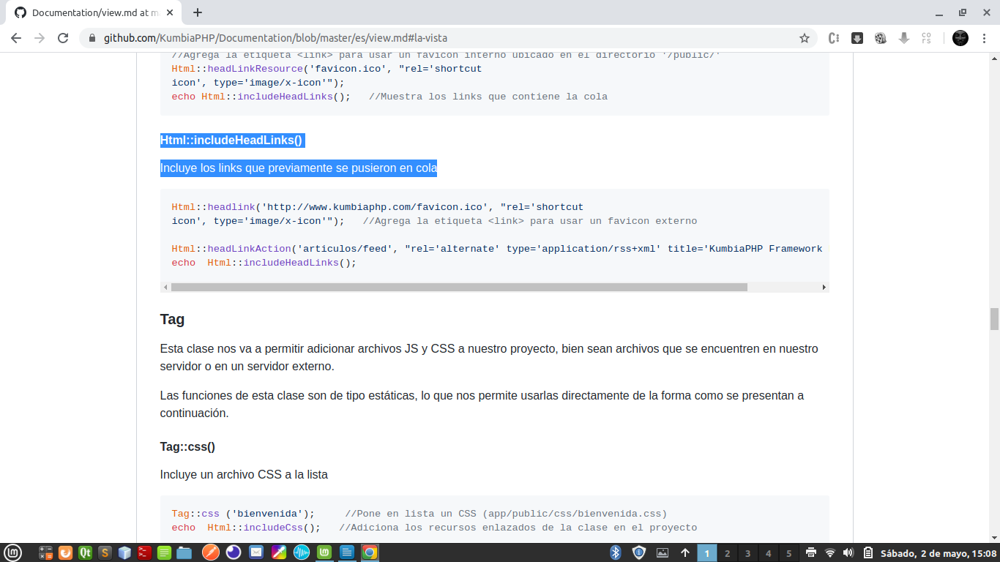 Documentation/view.md at m
github.com/KumbiaPHP/Documentation/blob/master/es/view.md#la-vista
//Agrega la etiqueta <link> para usar un favicon interno ubicado en el directorio '/public/'
Html::headLinkResource('favicon.ico', "rel='shortcut
icon', type='image/x-icon'");
echo Html::includeHeadLinks();   //Muestra los links que contiene la cola
Html::includeHeadLinks()
Incluye los links que previamente se pusieron en cola
Html::headlink('http://www.kumbiaphp.com/favicon.ico', "rel='shortcut
icon', type='image/x-icon'");   //Agrega la etiqueta <link> para usar un favicon externo
Html::headLinkAction('articulos/feed', "rel='alternate' type='application/rss+xml' title='KumbiaPHP Framework
echo  Html::includeHeadLinks();
Tag
Esta clase nos va a permitir adicionar archivos JS y CSS a nuestro proyecto, bien sean archivos que se encuentren en nuestro
servidor o en un servidor externo.
Las funciones de esta clase son de tipo estáticas, lo que nos permite usarlas directamente de la forma como se presentan a
continuación.
Tag::css()
Incluye un archivo CSS a la lista
Tag::css ('bienvenida');     //Pone en lista un CSS (app/public/css/bienvenida.css)
echo  Html::includeCss();   //Adiciona los recursos enlazados de la clase en el proyecto
1 2 3 4 5 Sábado, 2 de mayo, 15:08